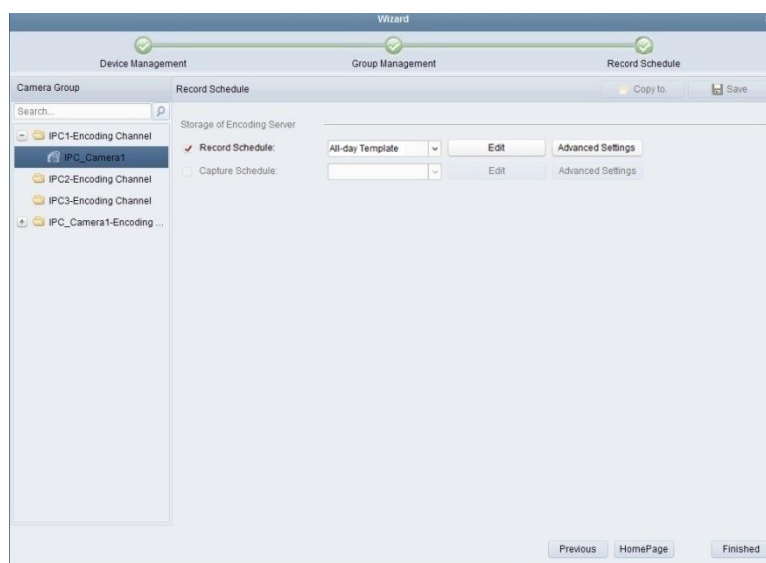 Wizard
Device Management Group Management Record Schedule
Camera Group Record Schedule Copy to. Save
Search...
Storage of Encoding Server
IPC1-Encoding Channel Record Schedule: All-day Template Edit Advanced Settings
IPC_Camera1 Capture Schedule: Edit Advanced Settings
IPC2-Encoding Channel
IPC3-Encoding Channel
IPC_Camera1-Encoding ...
Previous HomePage Finished